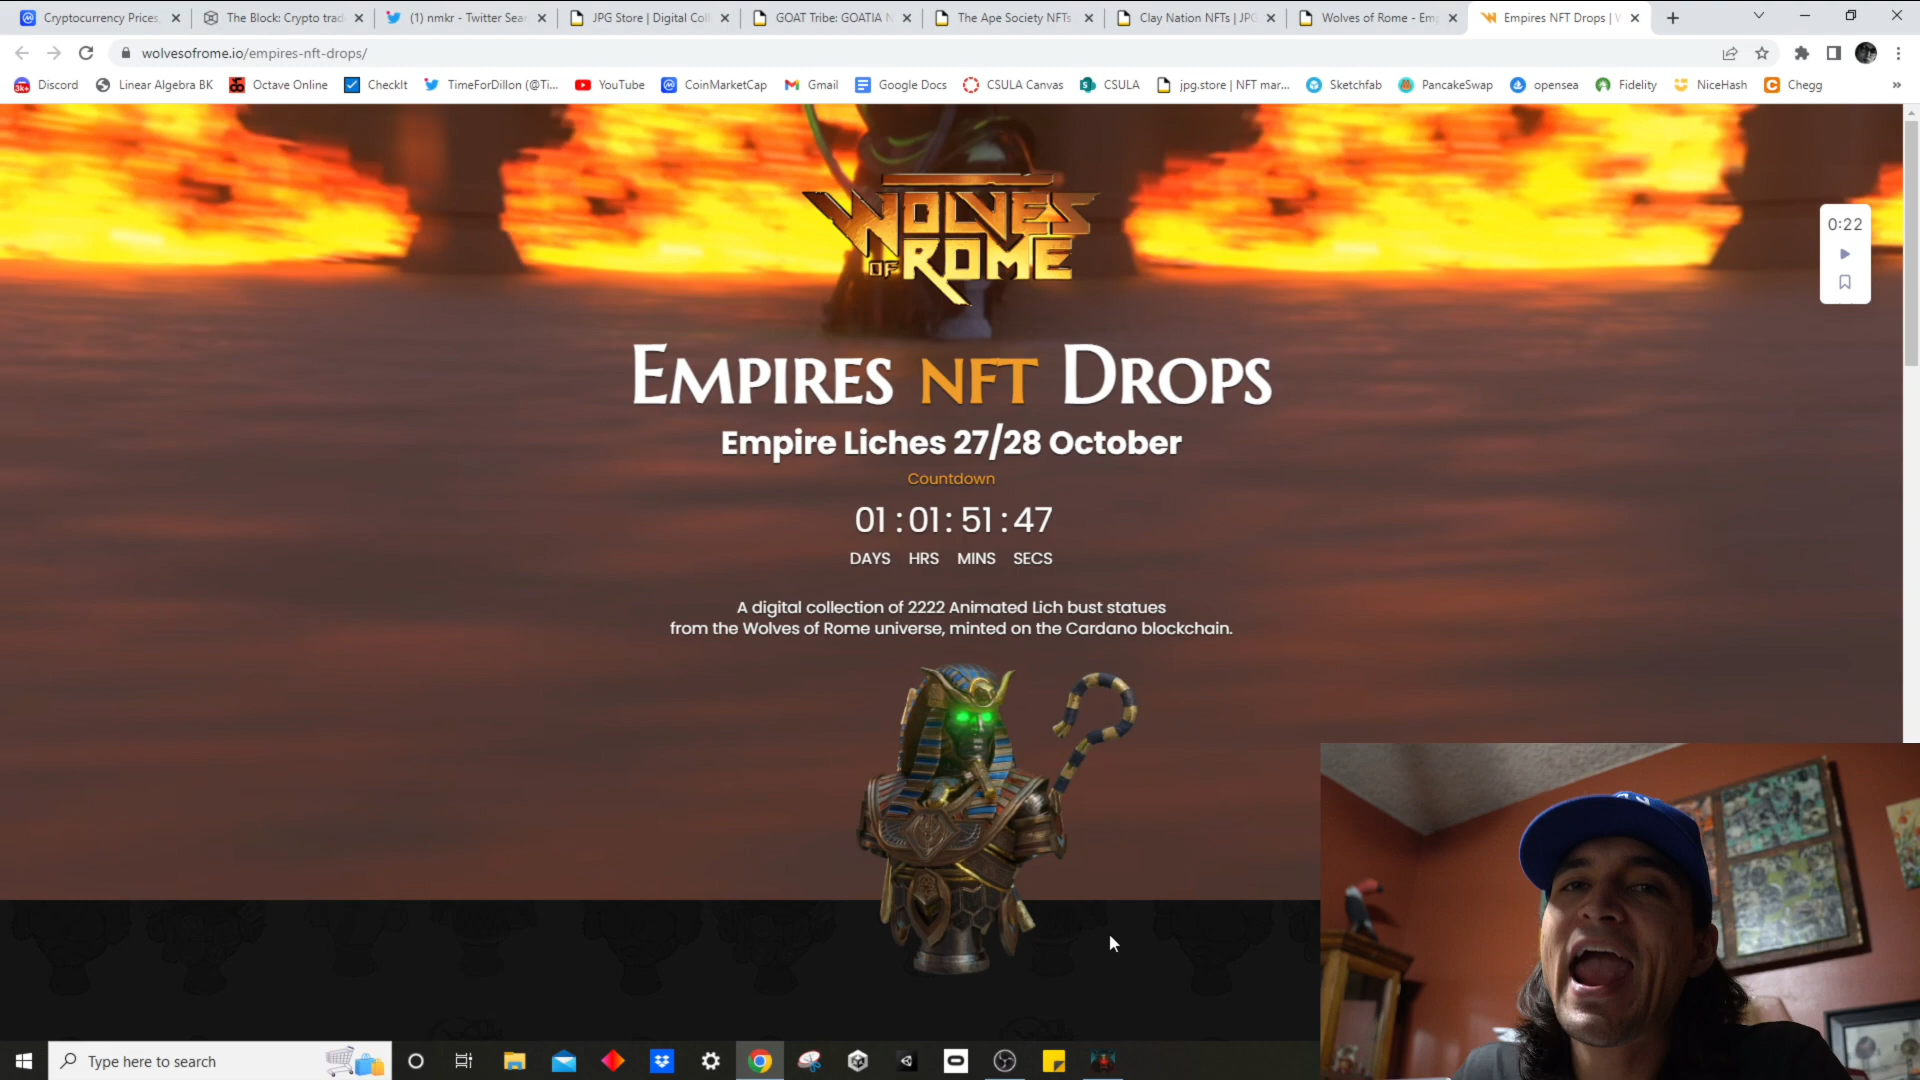 Cryptocurrency Prices, The Block: Crypto trad (1) nmkr - Twitter Sear JPG Store | Digital Coll GOAT Tribe: GOATIA N The Ape Society NFTs Clay Nation NFTs | JPG Wolves of Rome - Emp Empires NFT Drops | W
wolvesofrome.io/empires-nft-drops/
3k+ Discord Linear Algebra BK Octave Online CheckIt TimeForDillon (@Ti... YouTube CoinMarketCap Gmail Google Docs CSULA Canvas CSULA jpg.store | NFT mar... Sketchfab PancakeSwap opensea Fidelity NiceHash Chegg »
WOLVES
OF ROME
0:22
EMPIRES NFT DROPS
Empire Liches 27/28 October
Countdown
01 : 01 : 51 : 47
DAYS HRS MINS SECS
A digital collection of 2222 Animated Lich bust statues
from the Wolves of Rome universe, minted on the Cardano blockchain.
Type here to search